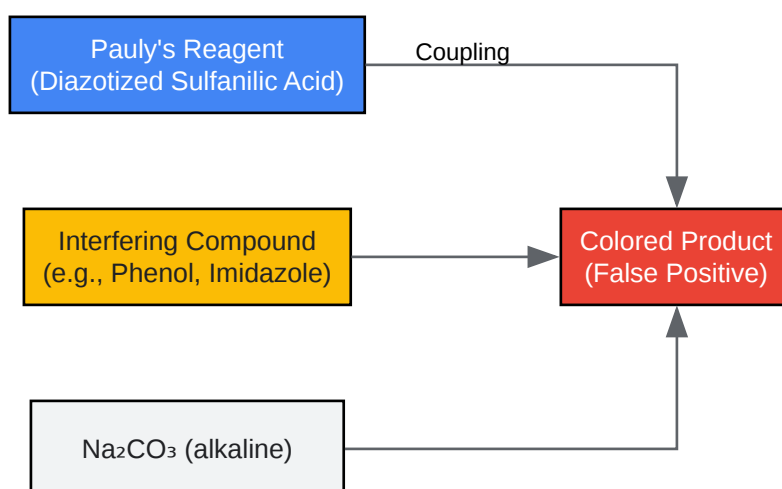 Pauly's Reagent
(Diazotized Sulfanilic Acid)
Coupling
Interfering Compound
(e.g., Phenol, Imidazole)
Colored Product
(False Positive)
Na₂CO₃ (alkaline)